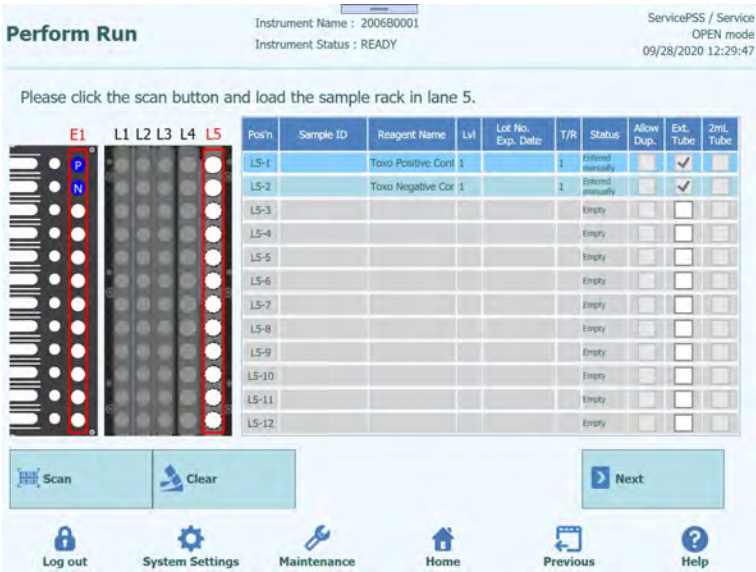 Perform Run
Instrument Name : 2006B0001
Instrument Status : READY
ServicePSS / Service
OPEN mode
09/28/2020 12:29:47
Please click the scan button and load the sample rack in lane 5.
E1 L1 L2 L3 L4 L5
P
N
Pos'n Sample ID Reagent Name Lvl Lot No. Exp. Date T/R Status Allow Dup. Ext. Tube 2mL Tube
L5-1 Toxo Positive Cont 1 1 Entered manually
L5-2 Toxo Negative Cor 1 1 Entered manually
L5-3 Empty
L5-4 Empty
L5-5 Empty
L5-6 Empty
L5-7 Empty
L5-8 Empty
L5-9 Empty
L5-10 Empty
L5-11 Empty
L5-12 Empty
Scan
Clear
Next
Log out
System Settings
Maintenance
Home
Previous
Help